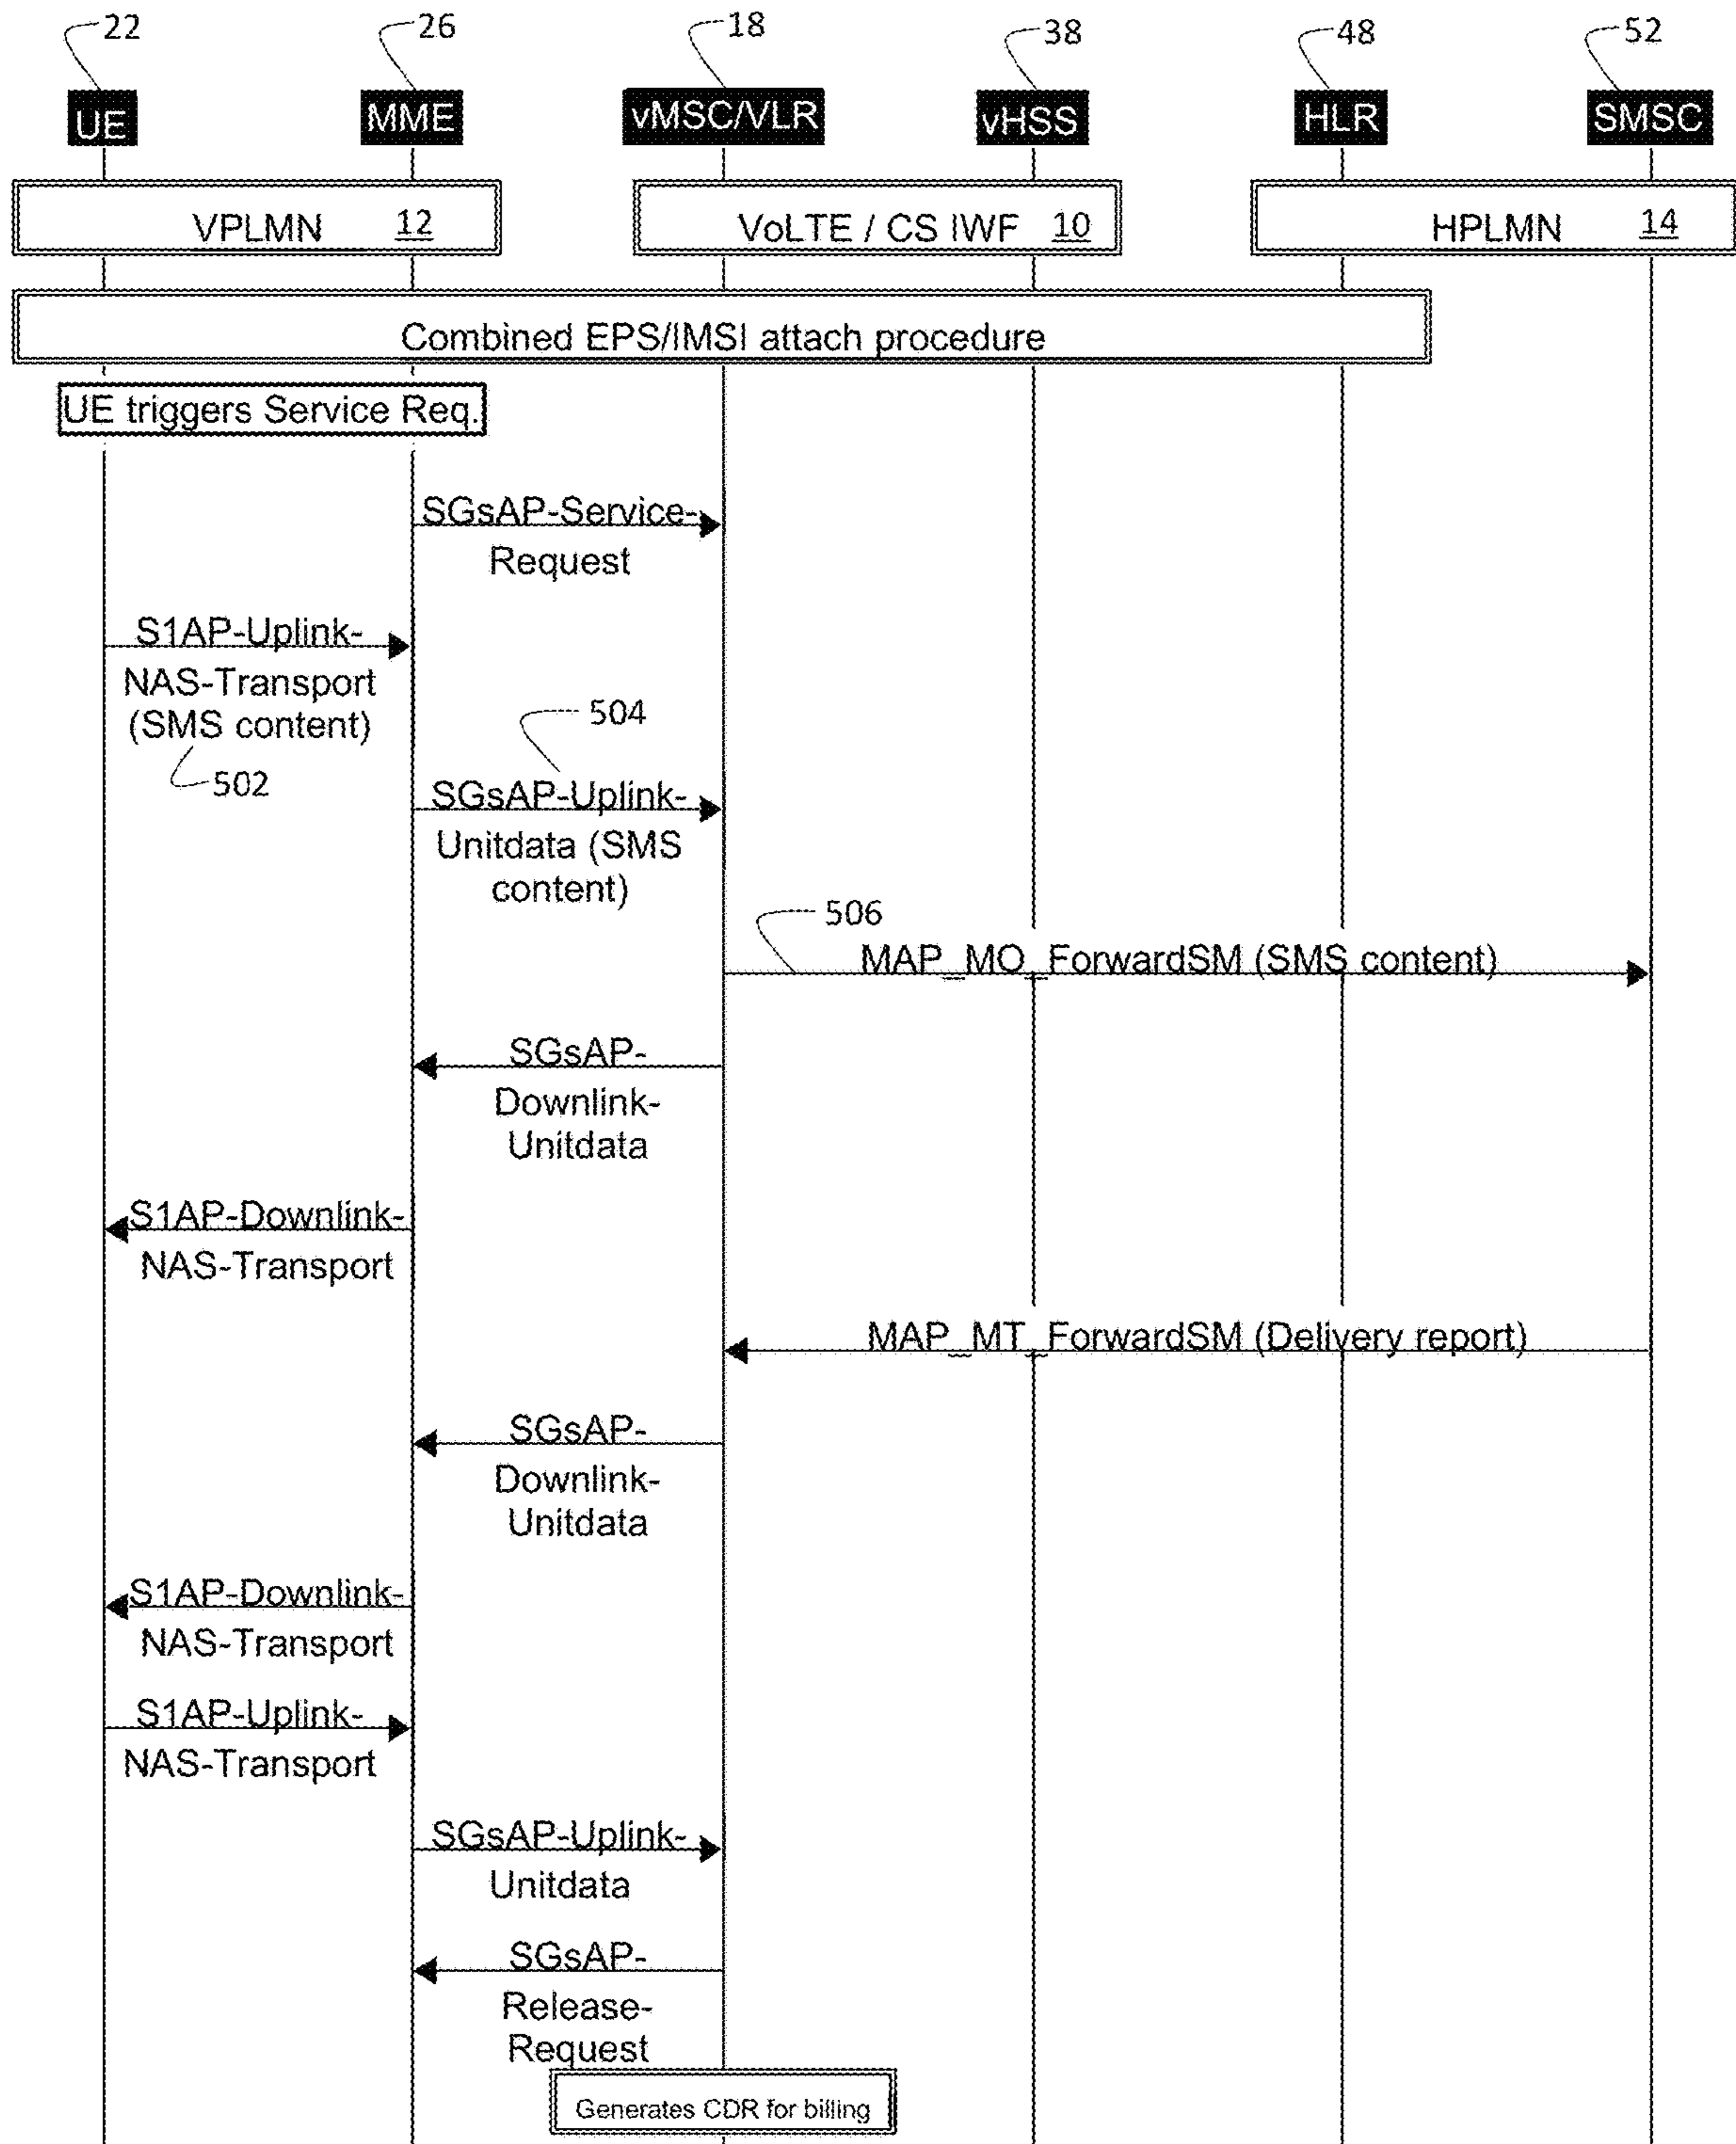 22 26 18 38 48 52
UE MME vMSC/VLR vHSS HLR SMSC
VPLMN 12 VoLTE / CS IWF 10 HPLMN 14
Combined EPS/IMSI attach procedure
UE triggers Service Req.
SGsAP-Service-
Request
S1AP-Uplink-
NAS-Transport
(SMS content)
502
504
SGsAP-Uplink-
Unitdata (SMS
content)
506
MAP_MO_ForwardSM (SMS content)
SGsAP-
Downlink-
Unitdata
S1AP-Downlink-
NAS-Transport
MAP_MT_ForwardSM (Delivery report)
SGsAP-
Downlink-
Unitdata
S1AP-Downlink-
NAS-Transport
S1AP-Uplink-
NAS-Transport
SGsAP-Uplink-
Unitdata
SGsAP-
Release-
Request
Generates CDR for billing